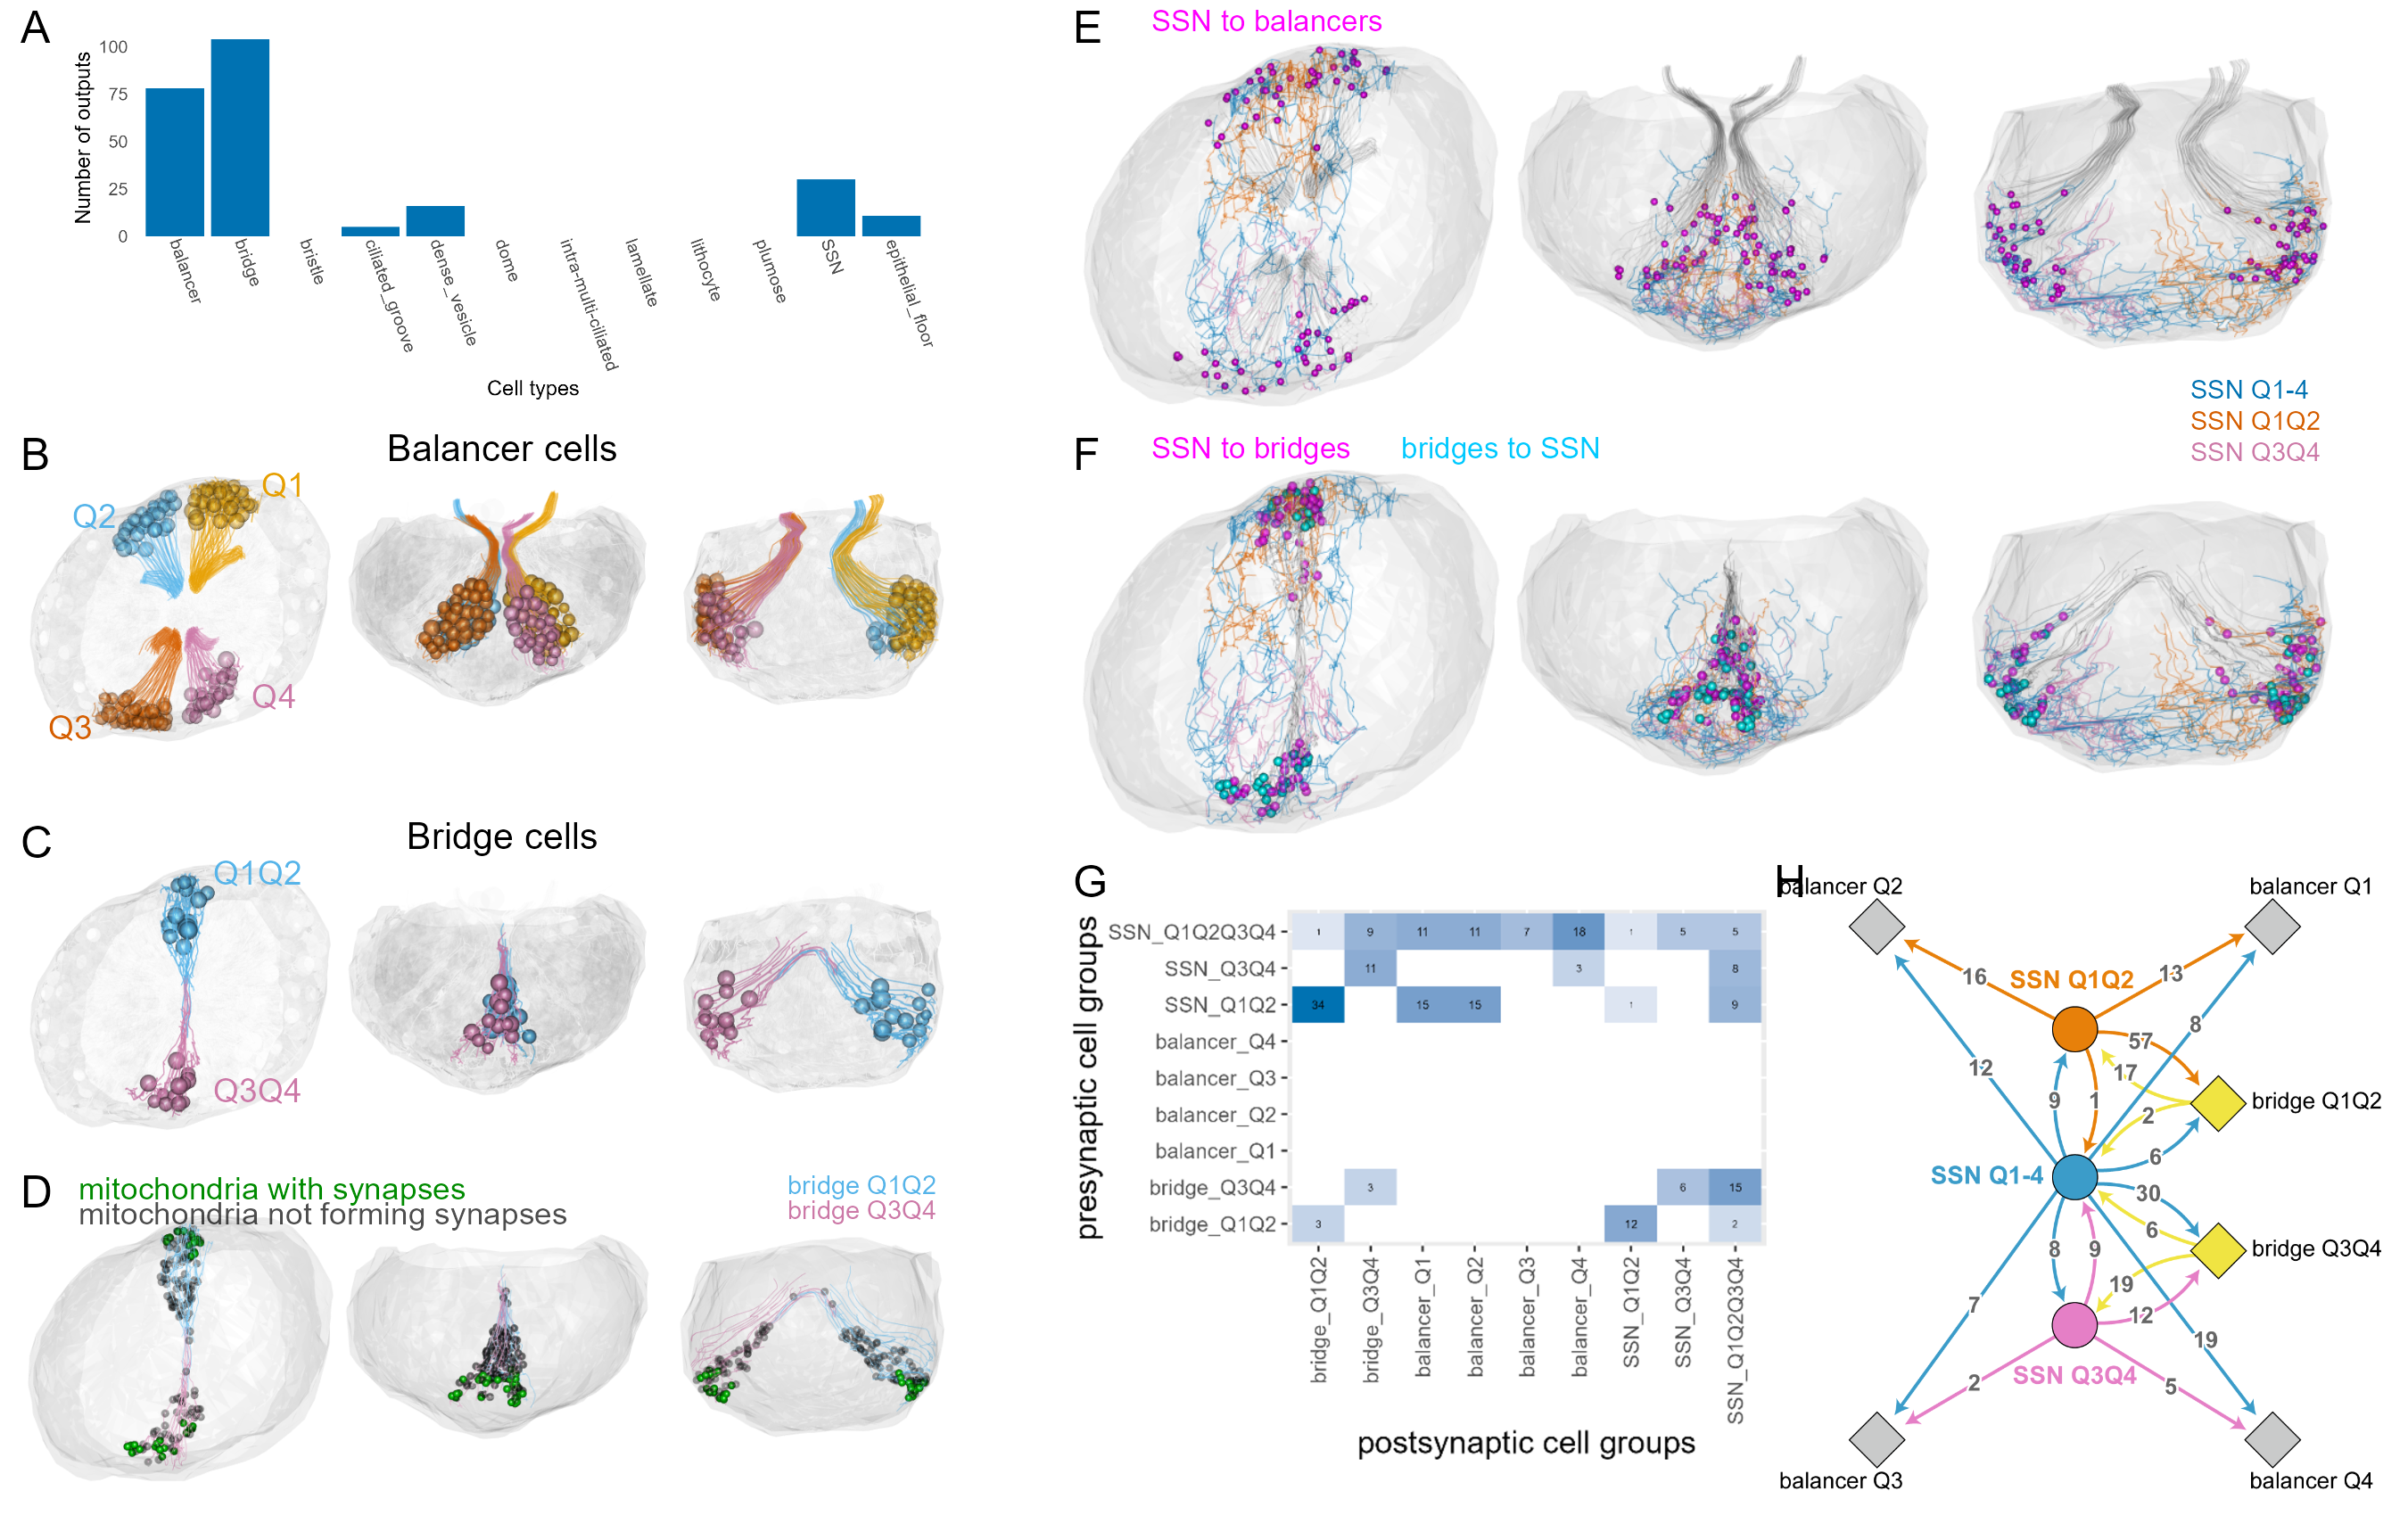 A
100
75
50
25
0
Number of outputs
balancer
bridge
bristle
ciliated_groove
dense_vesicle
dome
intra-multi-ciliated
lamellate
lithocyte
plumose
SSN
epithelial_floor
Cell types
B
Balancer cells
Q1
Q2
Q3
Q4
C
Bridge cells
Q1Q2
Q3Q4
D
mitochondria with synapses
mitochondria not forming synapses
bridge Q1Q2
bridge Q3Q4
E
SSN to balancers
SSN Q1-4
SSN Q1Q2
SSN Q3Q4
F
SSN to bridges
bridges to SSN
G
presynaptic cell groups
SSN_Q1Q2Q3Q4 1 9 11 11 7 18 1 5 5
SSN_Q3Q4 11 3 8
SSN_Q1Q2 34 15 15 1 9
balancer_Q4
balancer_Q3
balancer_Q2
balancer_Q1
bridge_Q3Q4 3 6 15
bridge_Q1Q2 3 12 2
bridge_Q1Q2
bridge_Q3Q4
balancer_Q1
balancer_Q2
balancer_Q3
balancer_Q4
SSN_Q1Q2
SSN_Q3Q4
SSN_Q1Q2Q3Q4
postsynaptic cell groups
H
balancer Q2
balancer Q1
16
SSN Q1Q2
13
8
57
12
17
9
1
bridge Q1Q2
2
6
SSN Q1-4
30
6
8
9
bridge Q3Q4
19
7
12
19
SSN Q3Q4
2
5
balancer Q3
balancer Q4